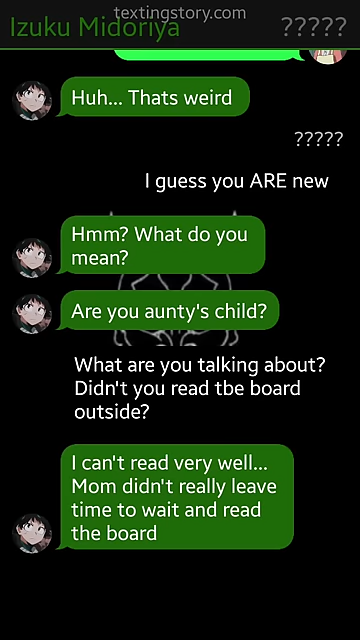 textingstory.com
Izuku Midoriya
?????
Huh... Thats weird
?????
I guess you ARE new
Hmm? What do you
mean?
Are you aunty's child?
What are you talking about?
Didn't you read tbe board
outside?
I can't read very well...
Mom didn't really leave
time to wait and read
the board